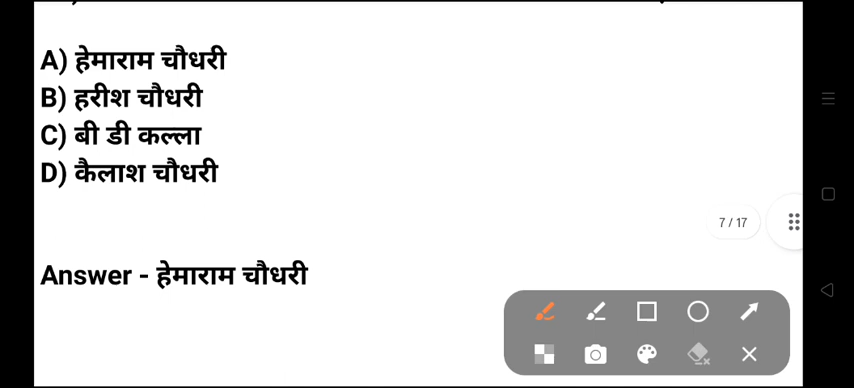 A) हेमाराम चौधरी
B) हरीश चौधरी
C) बी डी कल्ला
D) कैलाश चौधरी
7 / 17
Answer - हेमाराम चौधरी